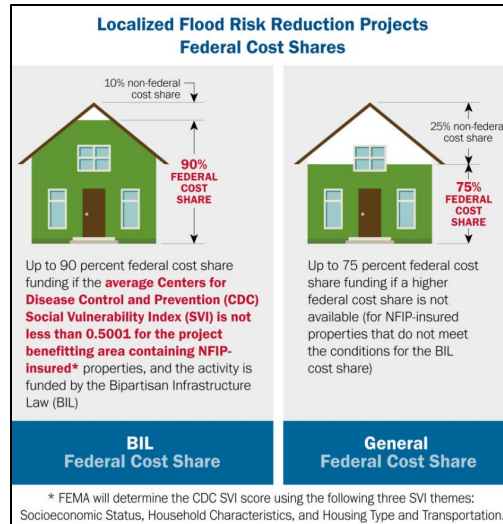 Localized Flood Risk Reduction Projects
Federal Cost Shares
10% non-federal
cost share
90%
FEDERAL
COST
SHARE
Up to 90 percent federal cost share
funding if the average Centers for
Disease Control and Prevention (CDC)
Social Vulnerability Index (SVI) is not
less than 0.5001 for the project
benefitting area containing NFIP-
insured* properties, and the activity is
funded by the Bipartisan Infrastructure
Law (BIL)
BIL
Federal Cost Share
25% non-federal
cost share
75%
FEDERAL
COST
SHARE
Up to 75 percent federal cost
share funding if a higher
federal cost share is not
available (for NFIP-insured
properties that do not meet
the conditions for the BIL
cost share)
General
Federal Cost Share
* FEMA will determine the CDC SVI score using the following three SVI themes:
Socioeconomic Status, Household Characteristics, and Housing Type and Transportation.